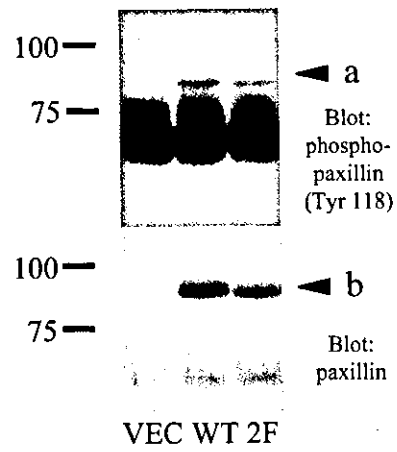 100
a
75
Blot:
phospho-
paxillin
(Tyr 118)
100
b
75
Blot:
paxillin
VEC WT 2F